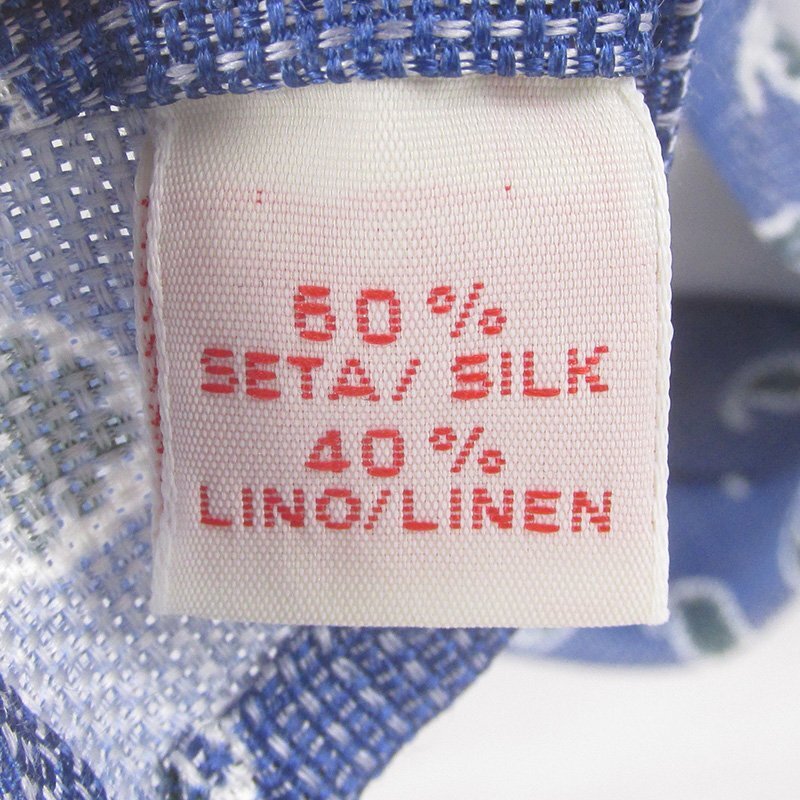 60%
SETA/ SILK
40%
LINO/LINEN